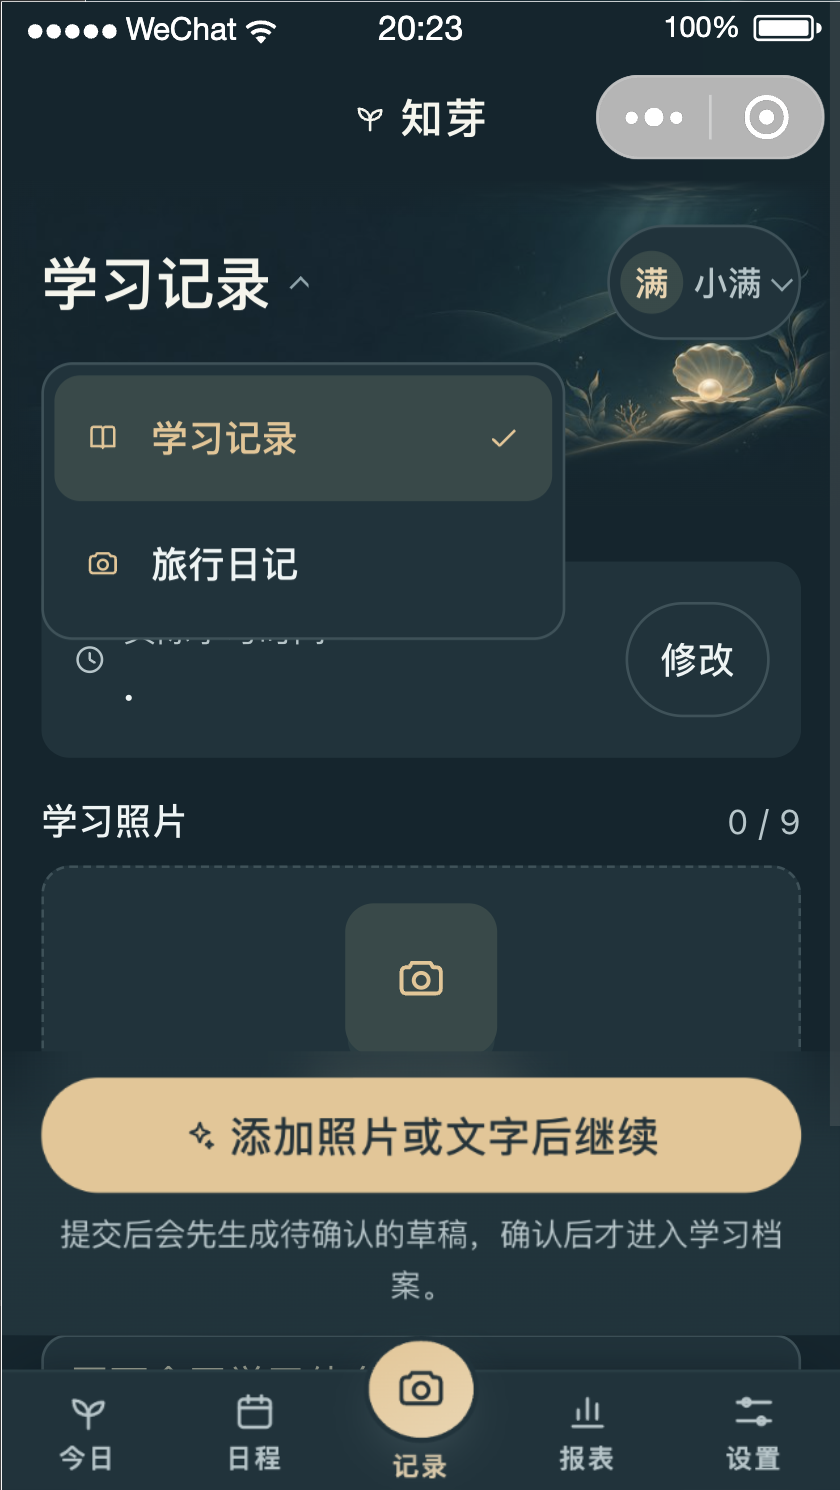 WeChat 20:23 100%
知芽
学习记录
满 小满
学习记录
旅行日记
修改
学习照片 0 / 9
添加照片或文字后继续
提交后会先生成待确认的草稿，确认后才进入学习档
案。
今日 日程 记录 报表 设置